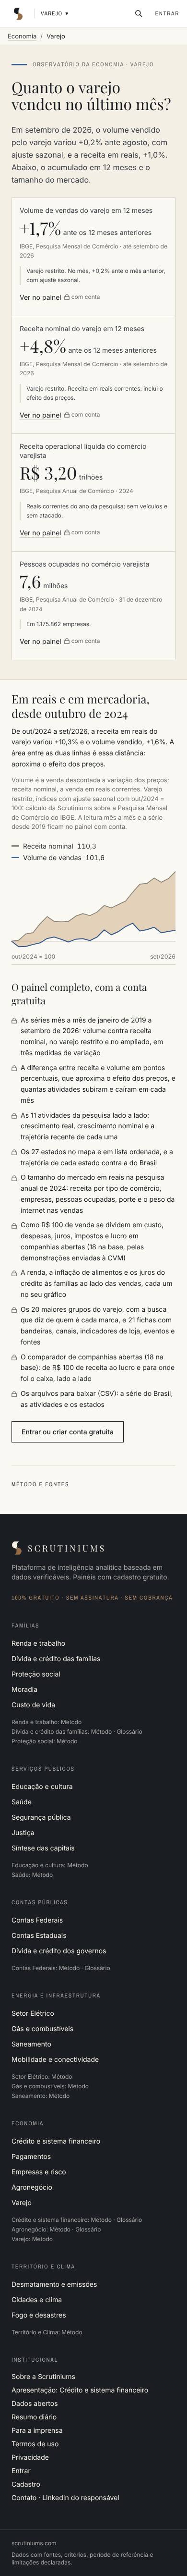 VAREJO ▾
ENTRAR
Economia / Varejo
OBSERVATÓRIO DA ECONOMIA · VAREJO
Quanto o varejo
vendeu no último mês?
Em setembro de 2026, o volume vendido
pelo varejo variou +0,2% ante agosto, com
ajuste sazonal, e a receita em reais, +1,0%.
Abaixo, o acumulado em 12 meses e o
tamanho do mercado.
Volume de vendas do varejo em 12 meses
+1,7% ante os 12 meses anteriores
IBGE, Pesquisa Mensal de Comércio · até setembro de
2026
Varejo restrito. No mês, +0,2% ante o mês anterior,
com ajuste sazonal.
Ver no painel com conta
Receita nominal do varejo em 12 meses
+4,8% ante os 12 meses anteriores
IBGE, Pesquisa Mensal de Comércio · até setembro de
2026
Varejo restrito. Receita em reais correntes: inclui o
efeito dos preços.
Ver no painel com conta
Receita operacional líquida do comércio
varejista
R$ 3,20 trilhões
IBGE, Pesquisa Anual de Comércio · 2024
Reais correntes do ano da pesquisa; sem veículos e
sem atacado.
Ver no painel com conta
Pessoas ocupadas no comércio varejista
7,6 milhões
IBGE, Pesquisa Anual de Comércio · 31 de dezembro
de 2024
Em 1.175.862 empresas.
Ver no painel com conta
Em reais e em mercadoria,
desde outubro de 2024
De out/2024 a set/2026, a receita em reais do
varejo variou +10,3% e o volume vendido, +1,6%. A
área entre as duas linhas é essa distância:
aproxima o efeito dos preços.
Volume é a venda descontada a variação dos preços;
receita nominal, a venda em reais correntes. Varejo
restrito, índices com ajuste sazonal com out/2024 =
100: cálculo da Scrutiniums sobre a Pesquisa Mensal
de Comércio do IBGE. A leitura mês a mês e a série
desde 2019 ficam no painel com conta.
Receita nominal 110,3
Volume de vendas 101,6
out/2024 = 100
set/2026
O painel completo, com a conta
gratuita
As séries mês a mês de janeiro de 2019 a
setembro de 2026: volume contra receita
nominal, no varejo restrito e no ampliado, em
três medidas de variação
A diferença entre receita e volume em pontos
percentuais, que aproxima o efeito dos preços, e
quantas atividades subiram e caíram em cada
mês
As 11 atividades da pesquisa lado a lado:
crescimento real, crescimento nominal e a
trajetória recente de cada uma
Os 27 estados no mapa e em lista ordenada, e a
trajetória de cada estado contra a do Brasil
O tamanho do mercado em reais na pesquisa
anual de 2024: receita por tipo de comércio,
empresas, pessoas ocupadas, porte e o peso da
internet nas vendas
Como R$ 100 de venda se dividem em custo,
despesas, juros, impostos e lucro em
companhias abertas (18 na base, pelas
demonstrações enviadas à CVM)
A renda, a inflação de alimentos e os juros do
crédito às famílias ao lado das vendas, cada um
no seu gráfico
Os 20 maiores grupos do varejo, com a busca
que diz de quem é cada marca, e 21 fichas com
bandeiras, canais, indicadores de loja, eventos e
fontes
O comparador de companhias abertas (18 na
base): de R$ 100 de receita ao lucro e para onde
foi o caixa, lado a lado
Os arquivos para baixar (CSV): a série do Brasil,
as atividades e os estados
Entrar ou criar conta gratuita
MÉTODO E FONTES
SCRUTINIUMS
Plataforma de inteligência analítica baseada em
dados verificáveis. Painéis com cadastro gratuito.
100% GRATUITO · SEM ASSINATURA · SEM COBRANÇA
FAMÍLIAS
Renda e trabalho
Dívida e crédito das famílias
Proteção social
Moradia
Custo de vida
Renda e trabalho: Método
Dívida e crédito das famílias: Método · Glossário
Proteção social: Método
SERVIÇOS PÚBLICOS
Educação e cultura
Saúde
Segurança pública
Justiça
Síntese das capitais
Educação e cultura: Método
Saúde: Método
CONTAS PÚBLICAS
Contas Federais
Contas Estaduais
Dívida e crédito dos governos
Contas Federais: Método · Glossário
ENERGIA E INFRAESTRUTURA
Setor Elétrico
Gás e combustíveis
Saneamento
Mobilidade e conectividade
Setor Elétrico: Método
Gás e combustíveis: Método
Saneamento: Método
ECONOMIA
Crédito e sistema financeiro
Pagamentos
Empresas e risco
Agronegócio
Varejo
Crédito e sistema financeiro: Método · Glossário
Agronegócio: Método · Glossário
Varejo: Método
TERRITÓRIO E CLIMA
Desmatamento e emissões
Cidades e clima
Fogo e desastres
Território e Clima: Método
INSTITUCIONAL
Sobre a Scrutiniums
Apresentação: Crédito e sistema financeiro
Dados abertos
Resumo diário
Para a imprensa
Termos de uso
Privacidade
Entrar
Cadastro
Contato · LinkedIn do responsável
scrutiniums.com
Dados com fontes, critérios, período de referência e
limitações declaradas.